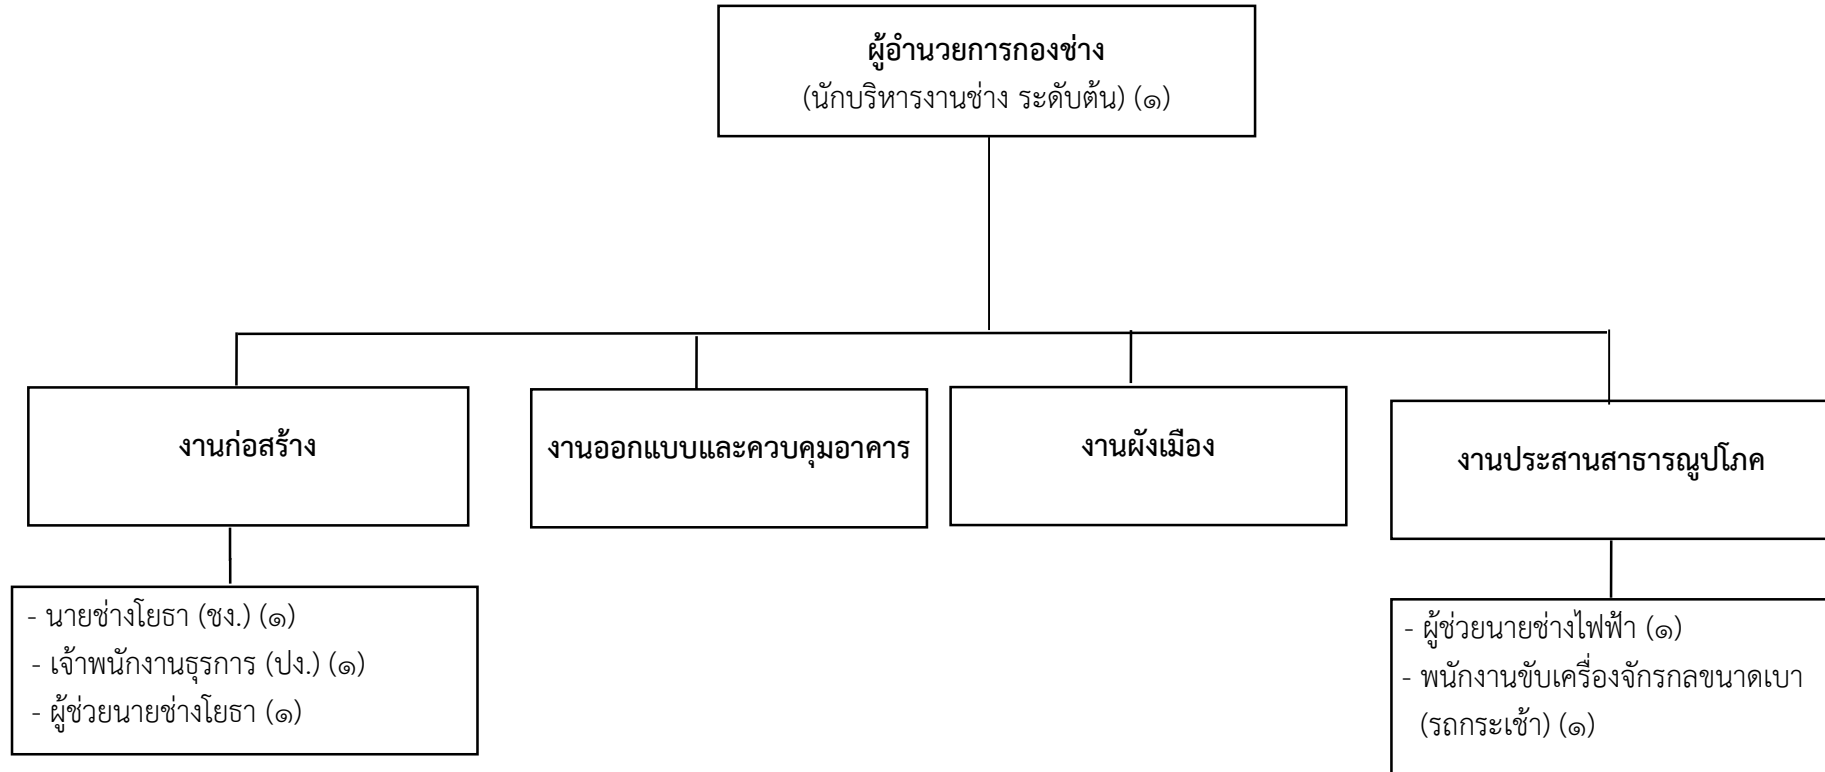 ผู้อำนวยการกองช่าง
(นักบริหารงานช่าง ระดับต้น) (๑)
งานก่อสร้าง
งานออกแบบและควบคุมอาคาร
งานผังเมือง
งานประสานสาธารณูปโภค
- นายช่างโยธา (ชง.) (๑)
- เจ้าพนักงานธุรการ (ปง.) (๑)
- ผู้ช่วยนายช่างโยธา (๑)
- ผู้ช่วยนายช่างไฟฟ้า (๑)
- พนักงานขับเครื่องจักรกลขนาดเบา
(รถกระเช้า) (๑)